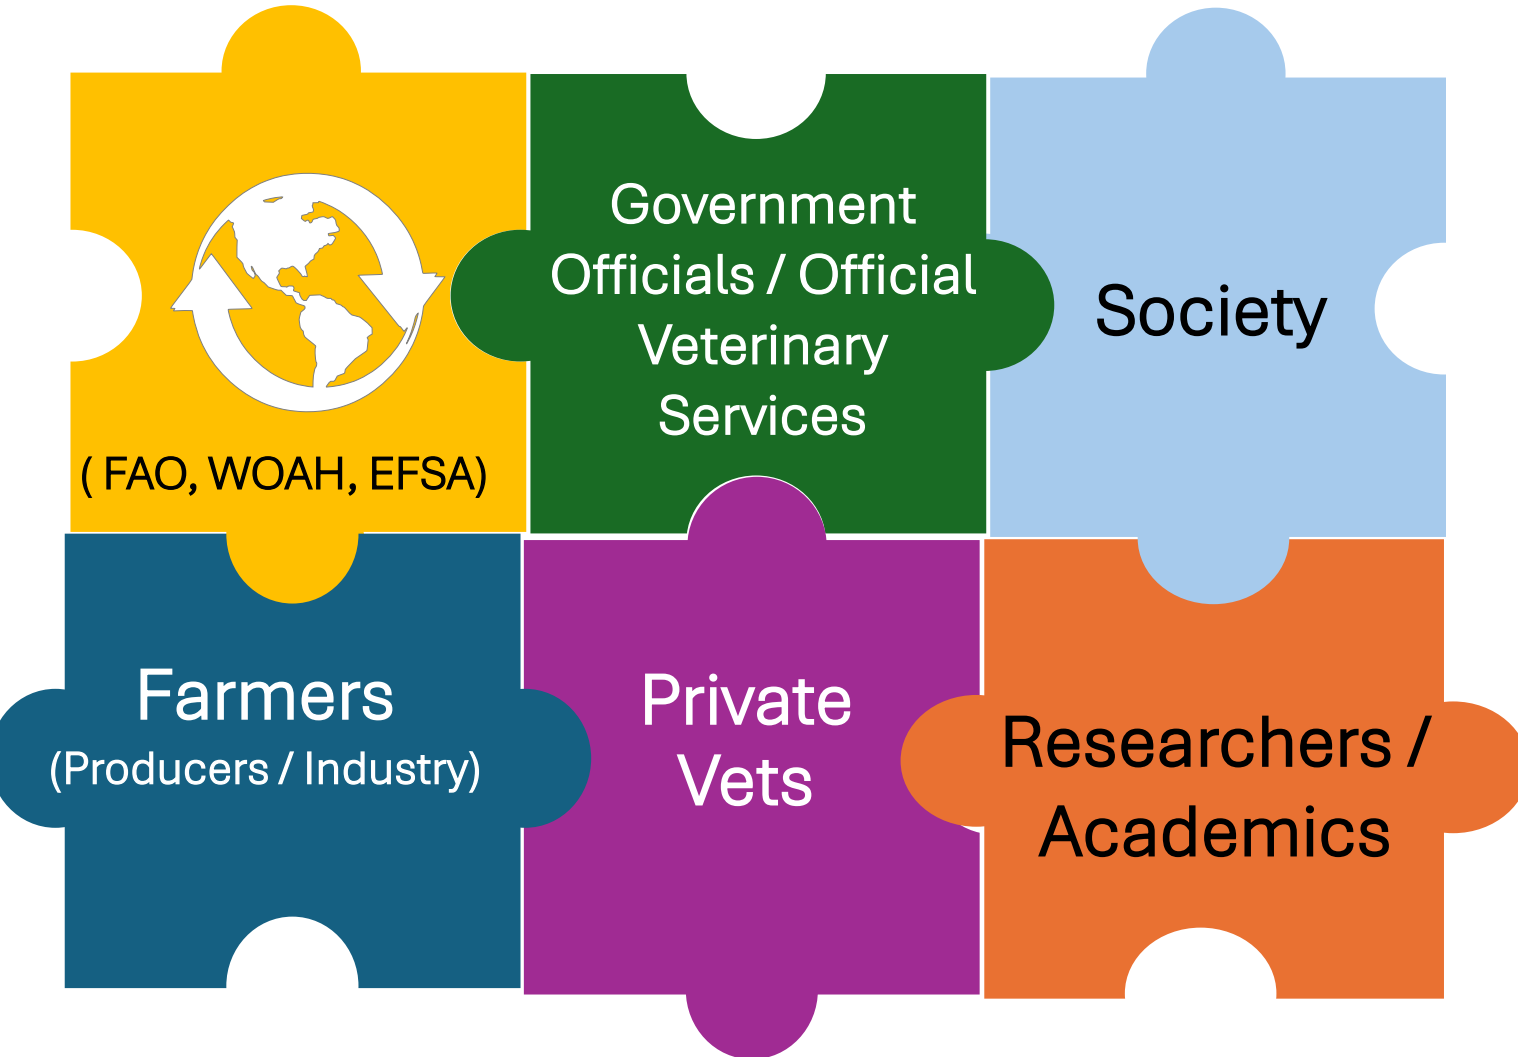 ( FAO, WOAH, EFSA)
Government
Officials / Official
Veterinary
Services
Society
Farmers
(Producers / Industry)
Private
Vets
Researchers /
Academics